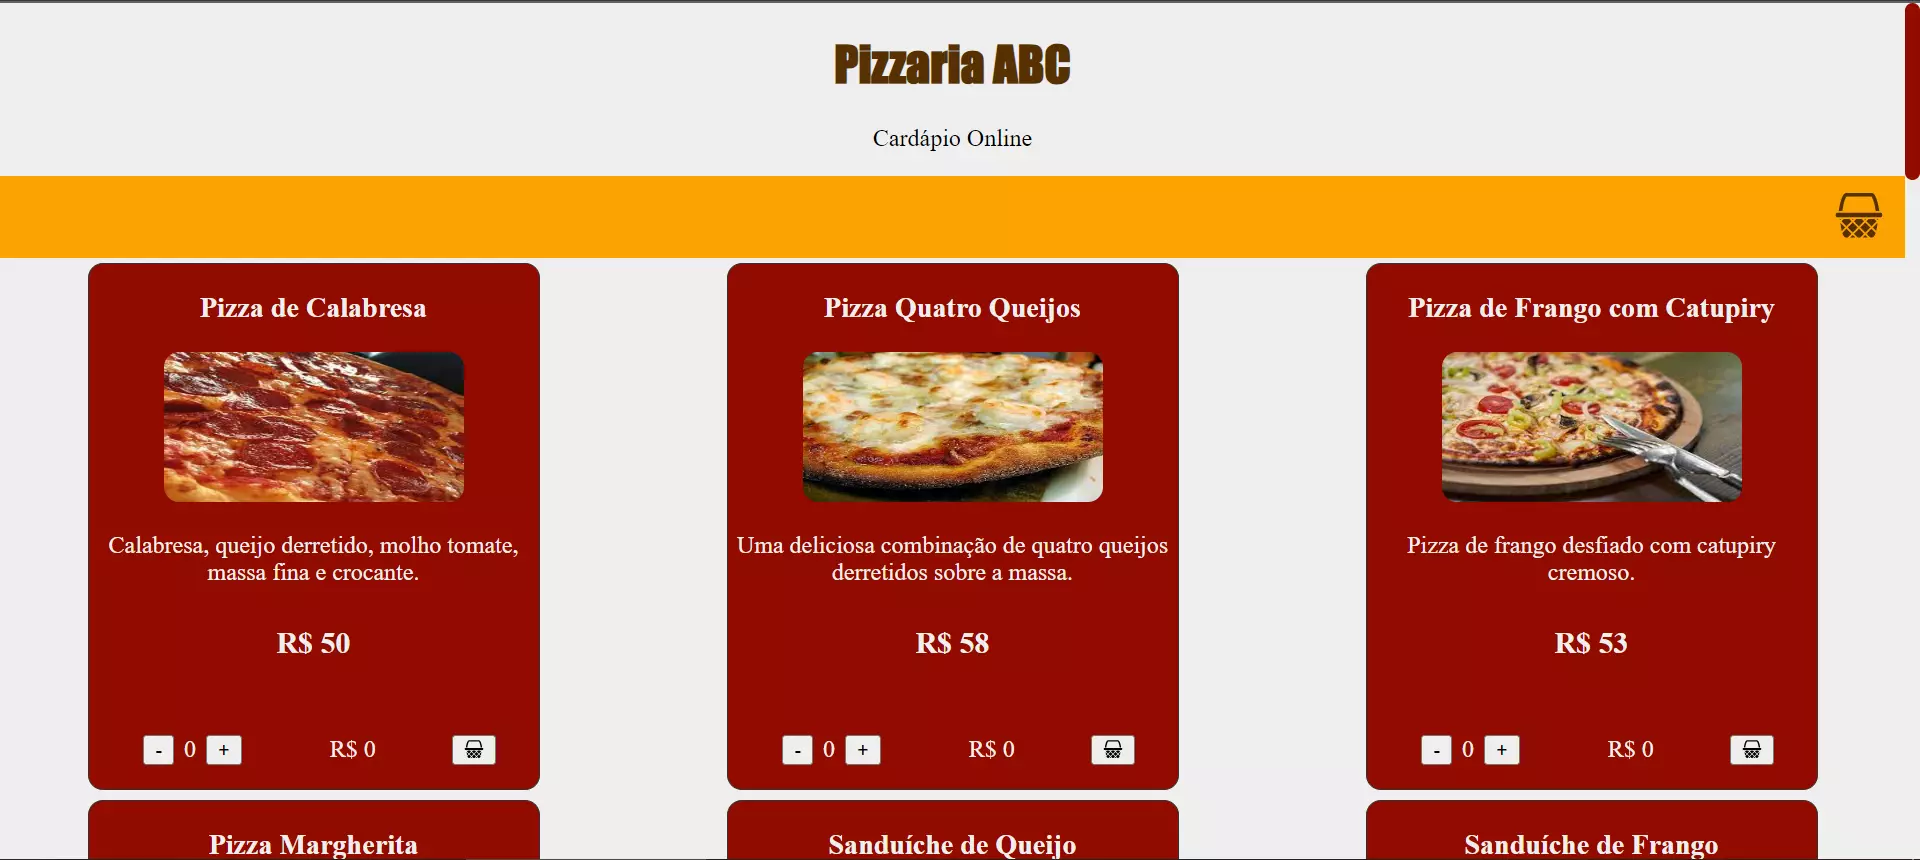 Pizzaria ABC
Cardápio Online
Pizza de Calabresa
Calabresa, queijo derretido, molho tomate,
massa fina e crocante.
R$ 50
- 0 + R$ 0
Pizza Quatro Queijos
Uma deliciosa combinação de quatro queijos
derretidos sobre a massa.
R$ 58
- 0 + R$ 0
Pizza de Frango com Catupiry
Pizza de frango desfiado com catupiry
cremoso.
R$ 53
- 0 + R$ 0
Pizza Margherita
Sanduíche de Queijo
Sanduíche de Frango